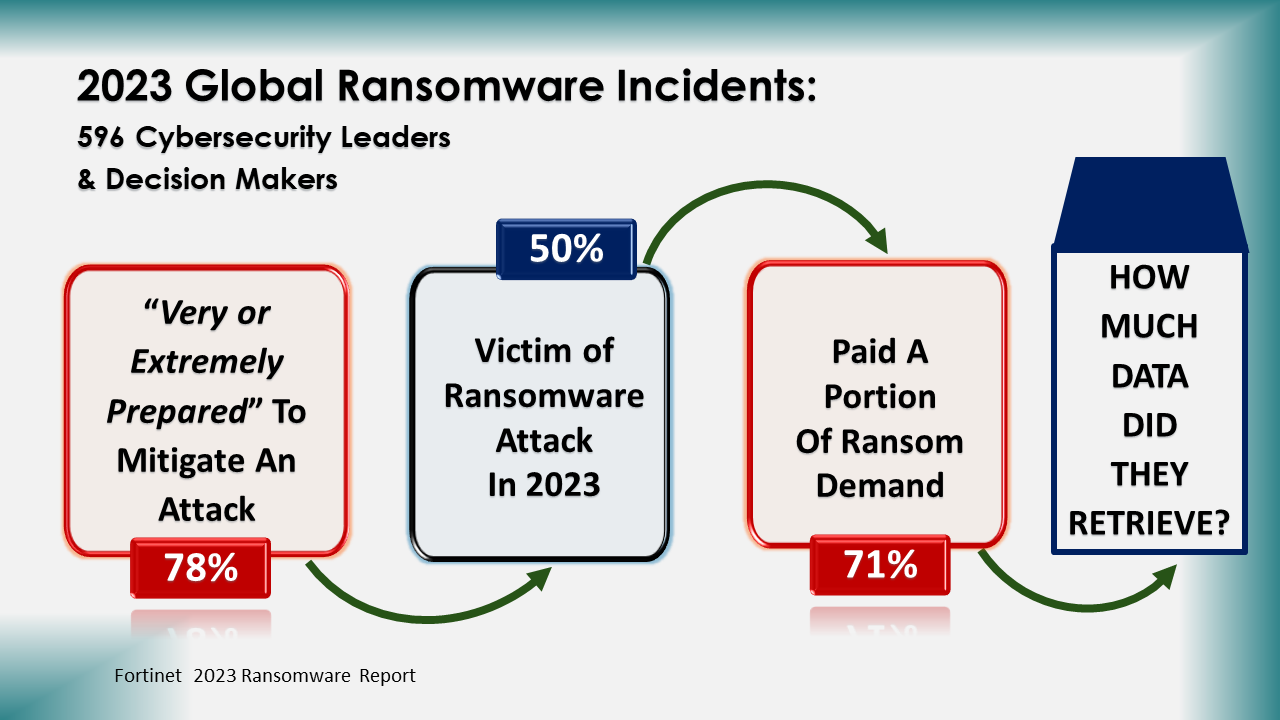 2023 Global Ransomware Incidents:
596 Cybersecurity Leaders
& Decision Makers
“Very or
Extremely
Prepared” To
Mitigate An
Attack
78%
50%
Victim of
Ransomware
Attack
In 2023
Paid A
Portion
Of Ransom
Demand
71%
HOW
MUCH
DATA
DID
THEY
RETRIEVE?
Fortinet 2023 Ransomware Report